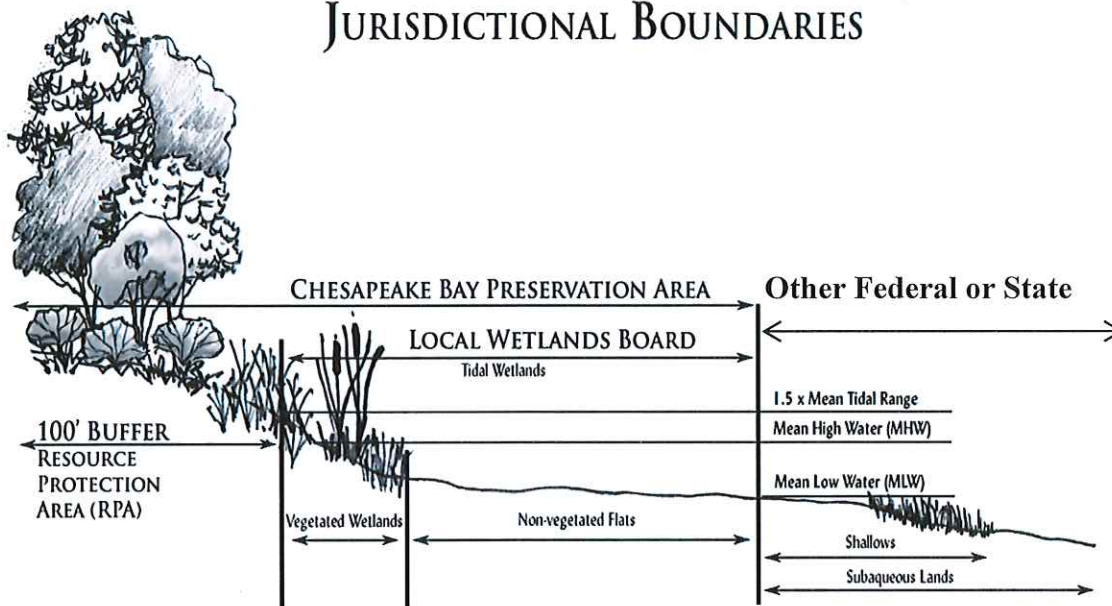 JURISDICTIONAL BOUNDARIES
CHESAPEAKE BAY PRESERVATION AREA
Other Federal or State
LOCAL WETLANDS BOARD
Tidal Wetlands
1.5 x Mean Tidal Range
Mean High Water (MHW)
100' BUFFER
RESOURCE
PROTECTION
AREA (RPA)
Mean Low Water (MLW)
Vegetated Wetlands
Non-vegetated Flats
Shallows
Subaqueous Lands